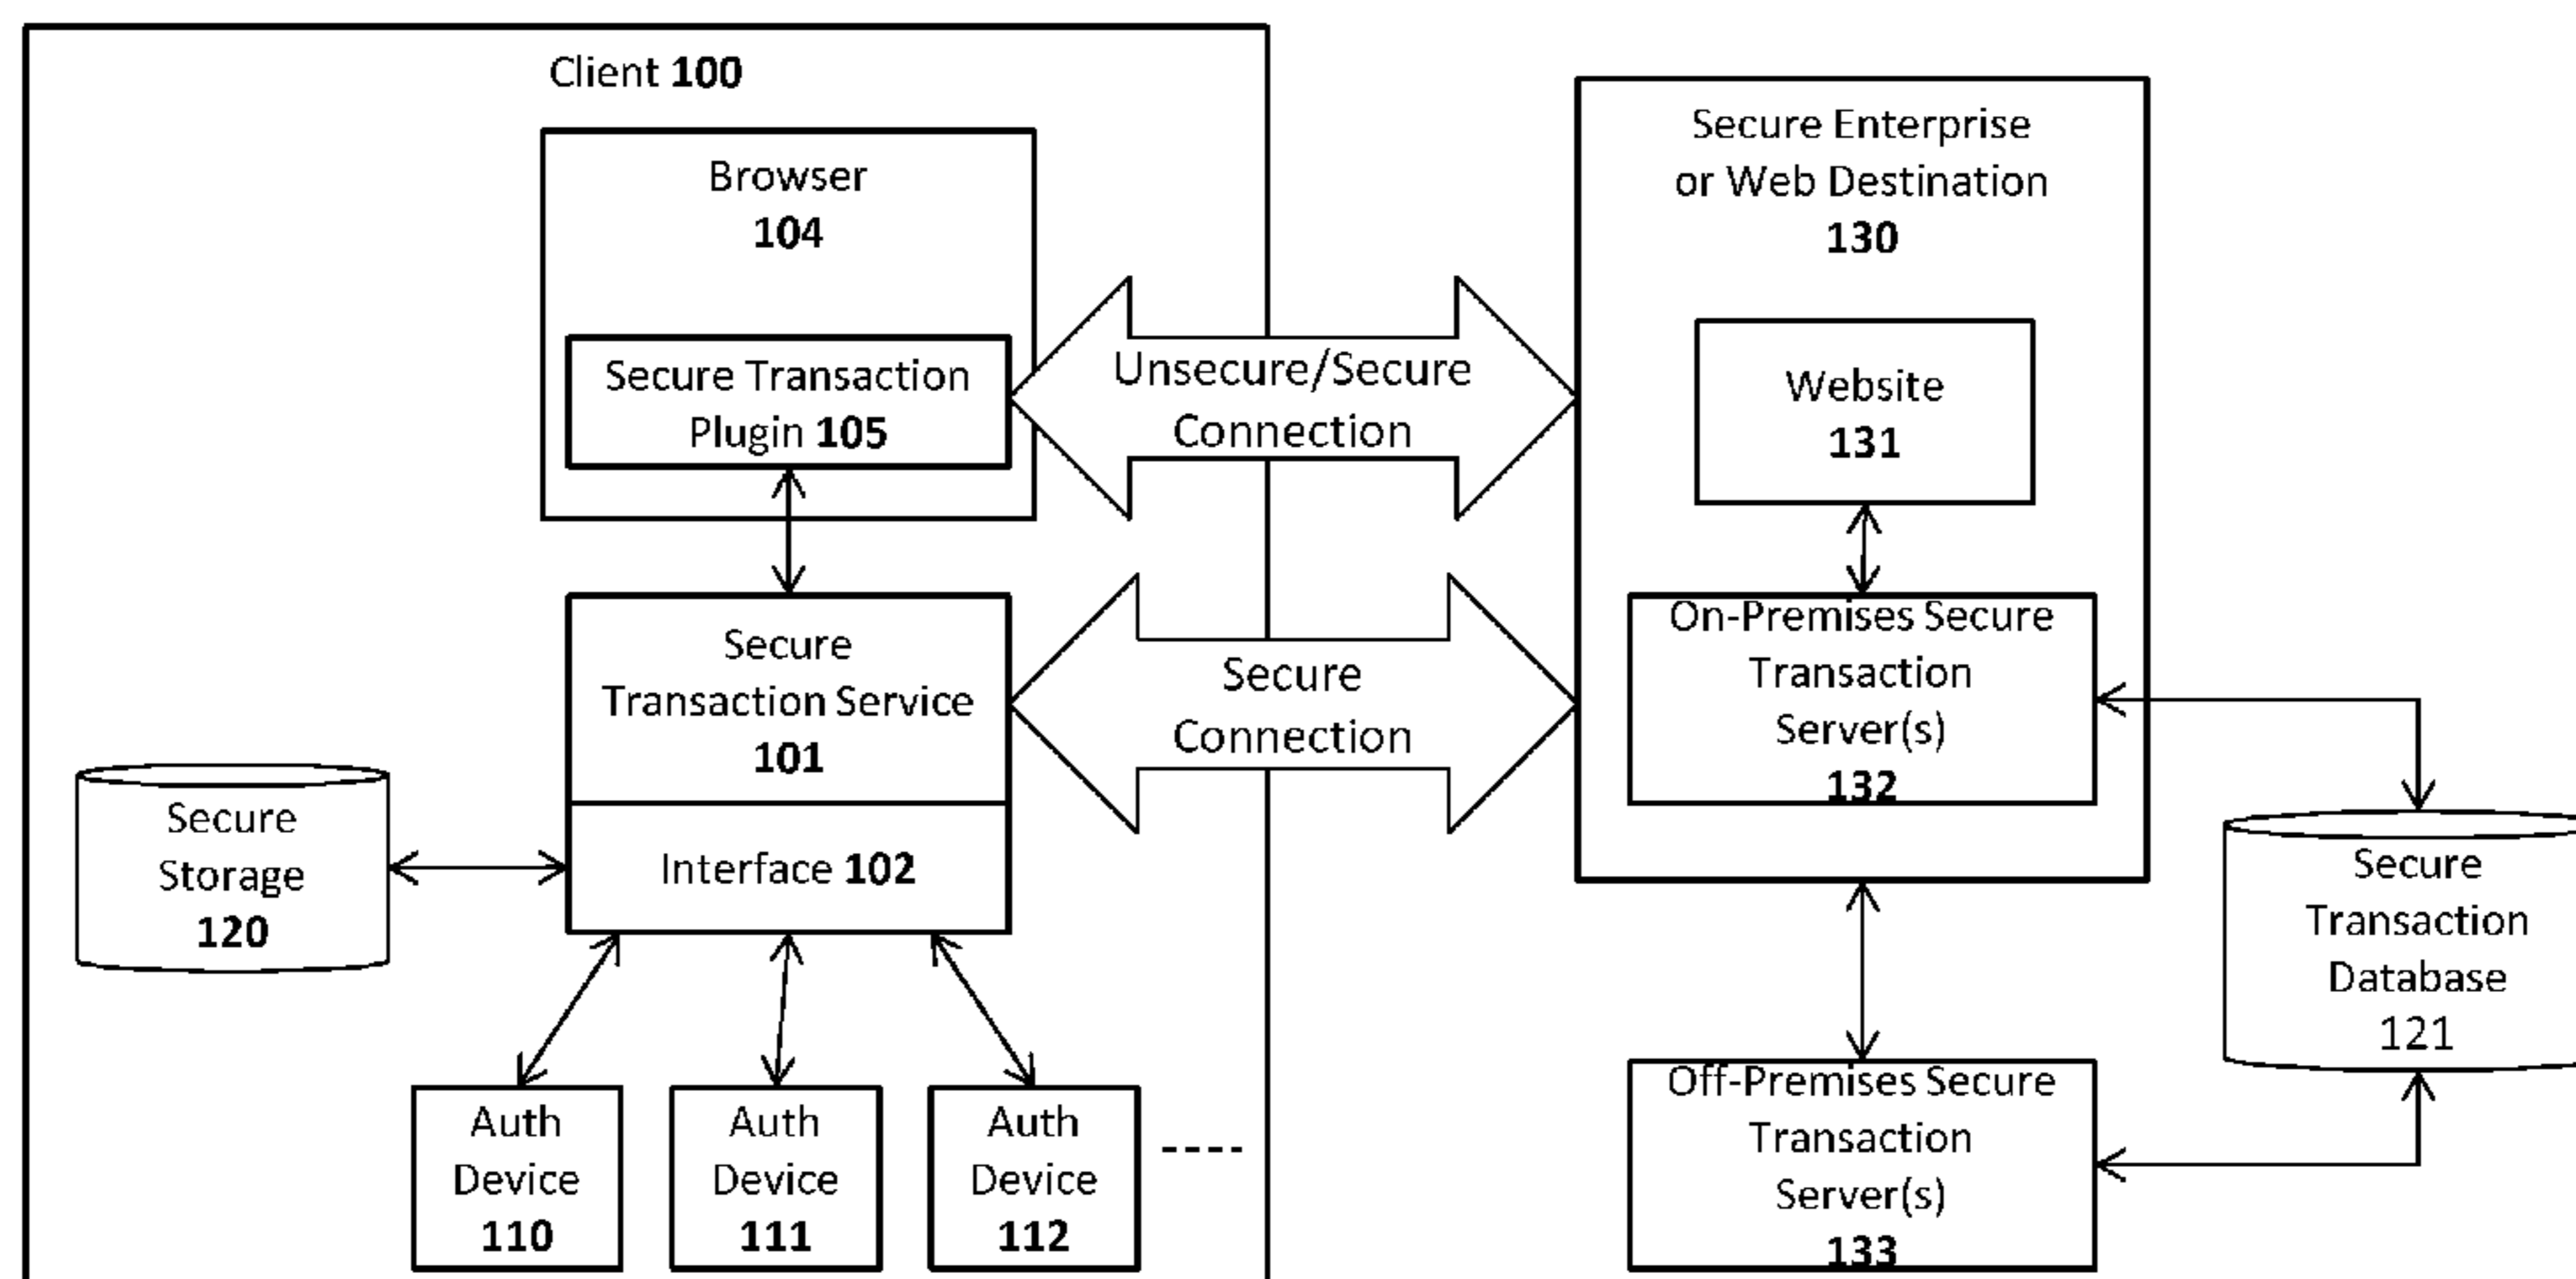 Client 100
Browser
104
Secure Transaction
Plugin 105
Unsecure/Secure
Connection
Secure Enterprise
or Web Destination
130
Website
131
Secure
Transaction Service
101
Interface 102
Secure
Connection
On-Premises Secure
Transaction
Server(s)
132
Secure
Storage
120
Secure
Transaction
Database
121
Auth
Device
110
Auth
Device
111
Auth
Device
112
----
Off-Premises Secure
Transaction
Server(s)
133